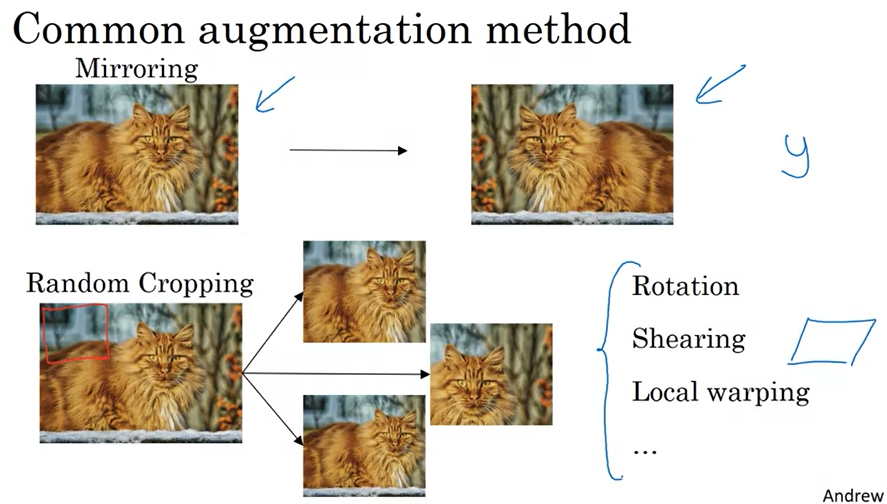 Common augmentation method
Mirroring
y
Random Cropping
Rotation
Shearing
Local warping
...
Andrew